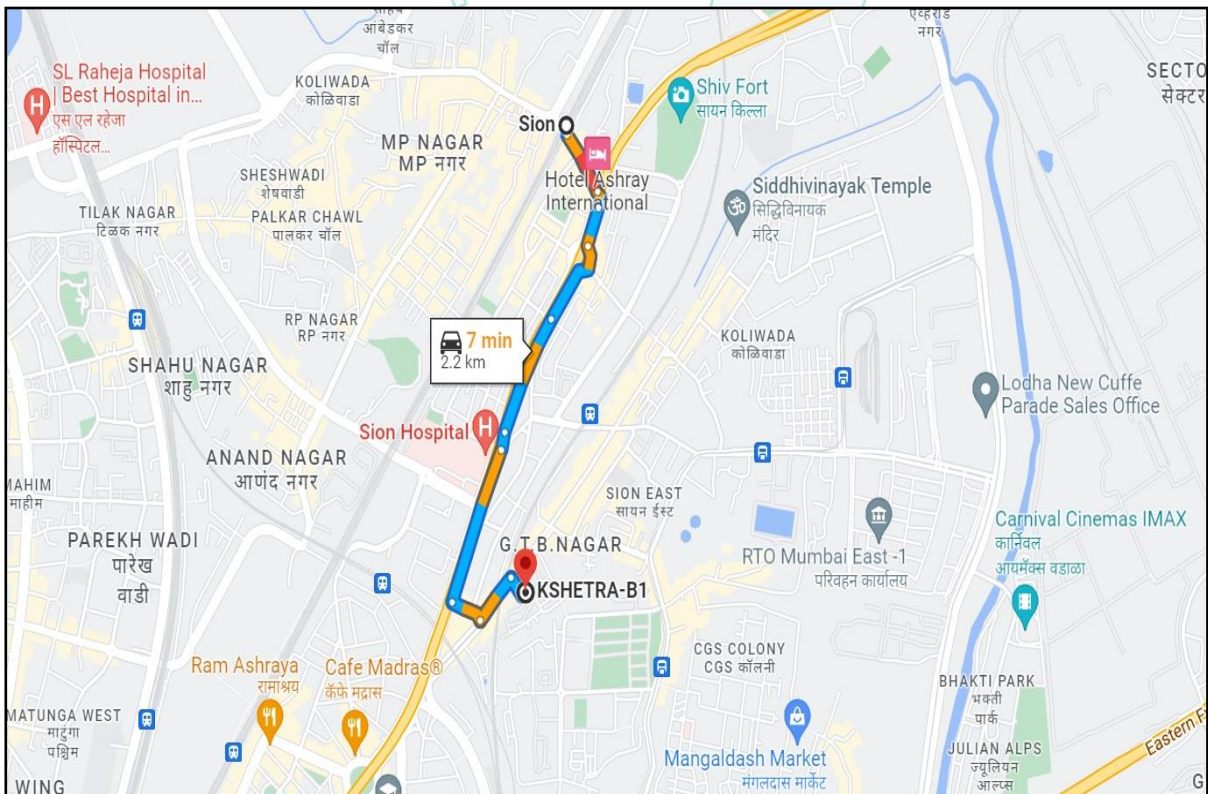 साहिब
आंबेडकर
चॉल
एव्हरार्ड
नगर
SL Raheja Hospital
| Best Hospital in...
एस एल रहेजा
हॉस्पिटल...
KOLIWADA
कोळिवाडा
Sion
Shiv Fort
सायन किल्ला
SECTO
सेक्टर
MP NAGAR
MP नगर
Hotel Ashray
International
SHESHWADI
शेषवाडी
Siddhivinayak Temple
सिद्धिविनायक
मंदिर
TILAK NAGAR
टिळक नगर
PALKAR CHAWL
पालकर चॉल
RP NAGAR
RP नगर
7 min
2.2 km
KOLIWADA
कोळिवाडा
SHAHU NAGAR
शाहु नगर
Lodha New Cuffe
Parade Sales Office
Sion Hospital
ANAND NAGAR
आणंद नगर
MAHIM
माहीम
SION EAST
सायन ईस्ट
Carnival Cinemas IMAX
कार्निवल
आयमॅक्स वडाळा
PAREKH WADI
पारेख
वाडी
G.T.B.NAGAR
RTO Mumbai East -1
परिवहन कार्यालय
KSHETRA-B1
Ram Ashraya
रामाश्रय
Cafe Madras®
कॅफे मद्रास
CGS COLONY
CGS कॉलनी
BHAKTI PARK
भक्ती
पार्क
MATUNGA WEST
माटुंगा
पश्चिम
Mangaldash Market
मंगलदास मार्केट
JULIAN ALPS
ज्यूलियन
आल्प्स
Eastern F
WING
G